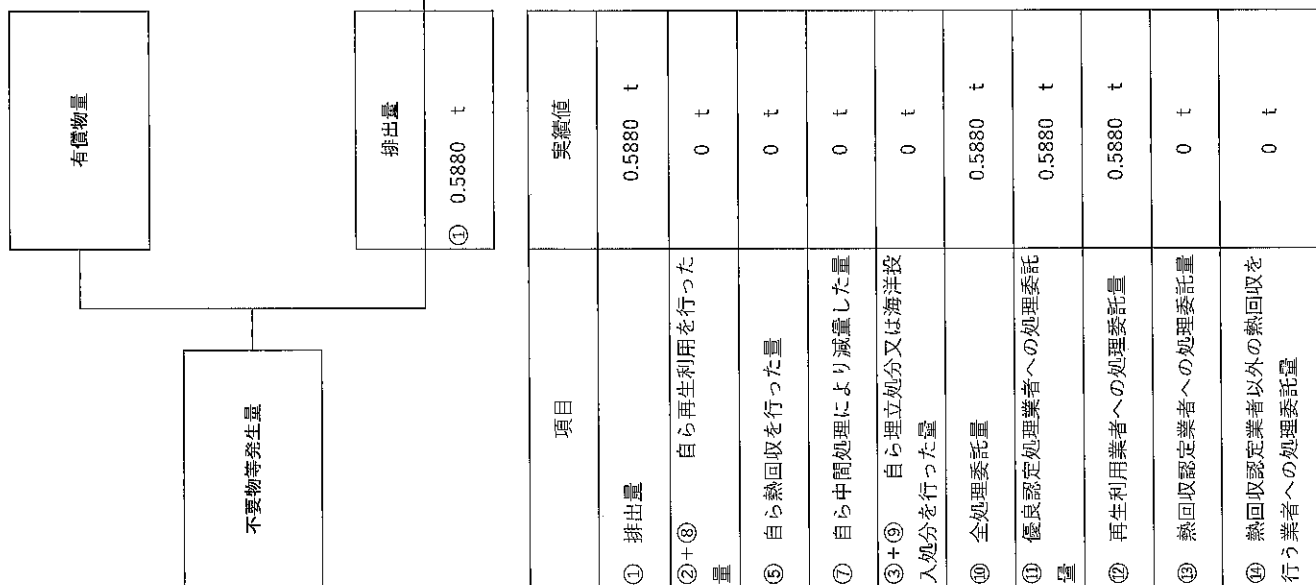 有償物量
不要物等発生量
排出量
① 0.5880 t
項目 実績値
① 排出量 0.5880 t
②+⑧ 自ら再生利用を行った
量 0 t
⑤ 自ら熱回収を行った量 0 t
⑦ 自ら中間処理により減量した量 0 t
③+⑨ 自ら埋立処分又は海洋投
入処分を行った量 0 t
⑩ 全処理委託量 0.5880 t
⑪ 優良認定処理業者への処理委託
量 0.5880 t
⑫ 再生利用業者への処理委託量 0.5880 t
⑬ 熱回収認定業者への処理委託量 0 t
⑭ 熱回収認定業者以外の熱回収を
行う業者への処理委託量 0 t